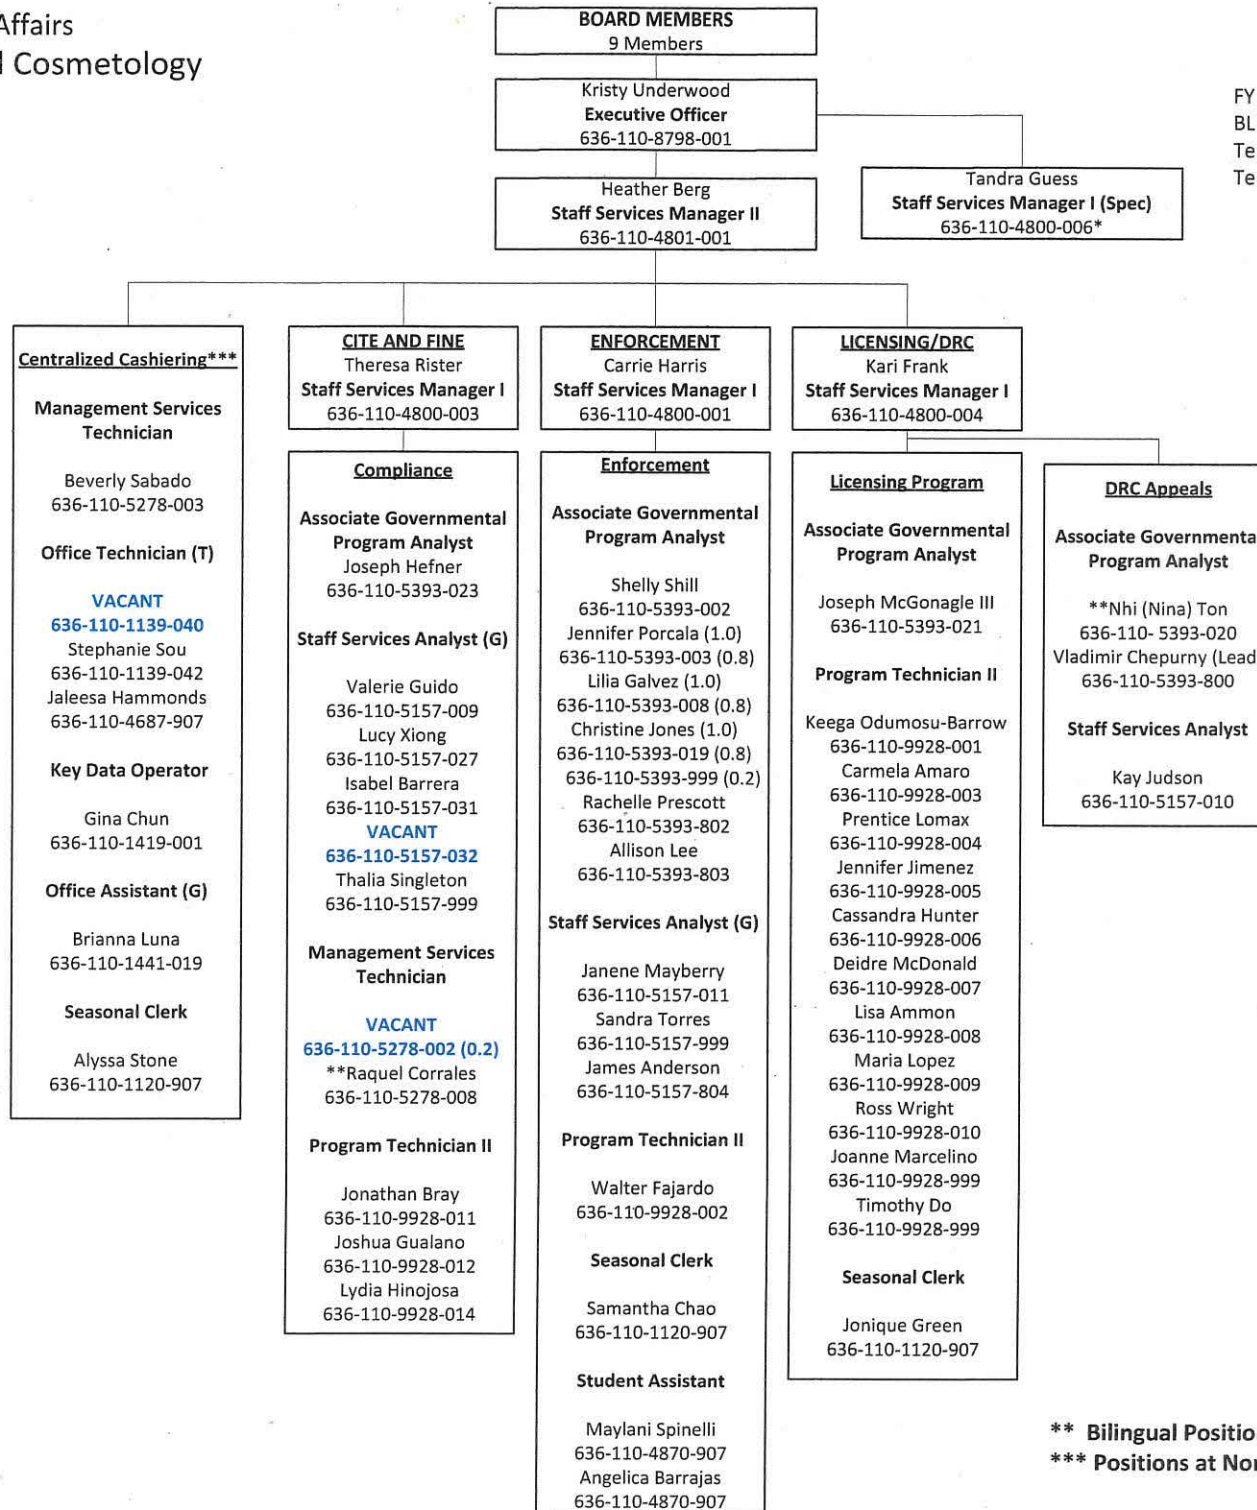 Affairs
Cosmetology
BOARD MEMBERS
9 Members
Kristy Underwood
Executive Officer
636-110-8798-001
FY
BL
Te
Te
Heather Berg
Staff Services Manager II
636-110-4801-001
Tandra Guess
Staff Services Manager I (Spec)
636-110-4800-006*
Centralized Cashiering***
Management Services
Technician
Beverly Sabado
636-110-5278-003
Office Technician (T)
VACANT
636-110-1139-040
Stephanie Sou
636-110-1139-042
Jaleesa Hammonds
636-110-4687-907
Key Data Operator
Gina Chun
636-110-1419-001
Office Assistant (G)
Brianna Luna
636-110-1441-019
Seasonal Clerk
Alyssa Stone
636-110-1120-907
CITE AND FINE
Theresa Rister
Staff Services Manager I
636-110-4800-003
Compliance
Associate Governmental
Program Analyst
Joseph Hefner
636-110-5393-023
Staff Services Analyst (G)
Valerie Guido
636-110-5157-009
Lucy Xiong
636-110-5157-027
Isabel Barrera
636-110-5157-031
VACANT
636-110-5157-032
Thalia Singleton
636-110-5157-999
Management Services
Technician
VACANT
636-110-5278-002 (0.2)
**Raquel Corrales
636-110-5278-008
Program Technician II
Jonathan Bray
636-110-9928-011
Joshua Gualano
636-110-9928-012
Lydia Hinojosa
636-110-9928-014
ENFORCEMENT
Carrie Harris
Staff Services Manager I
636-110-4800-001
Enforcement
Associate Governmental
Program Analyst
Shelly Shill
636-110-5393-002
Jennifer Porcala (1.0)
636-110-5393-003 (0.8)
Lilia Galvez (1.0)
636-110-5393-008 (0.8)
Christine Jones (1.0)
636-110-5393-019 (0.8)
636-110-5393-999 (0.2)
Rachelle Prescott
636-110-5393-802
Allison Lee
636-110-5393-803
Staff Services Analyst (G)
Janene Mayberry
636-110-5157-011
Sandra Torres
636-110-5157-999
James Anderson
636-110-5157-804
Program Technician II
Walter Fajardo
636-110-9928-002
Seasonal Clerk
Samantha Chao
636-110-1120-907
Student Assistant
Maylani Spinelli
636-110-4870-907
Angelica Barrajas
636-110-4870-907
LICENSING/DRC
Kari Frank
Staff Services Manager I
636-110-4800-004
Licensing Program
Associate Governmental
Program Analyst
Joseph McGonagle III
636-110-5393-021
Program Technician II
Keega Odumosu-Barrow
636-110-9928-001
Carmela Amaro
636-110-9928-003
Prentice Lomax
636-110-9928-004
Jennifer Jimenez
636-110-9928-005
Cassandra Hunter
636-110-9928-006
Deidre McDonald
636-110-9928-007
Lisa Ammon
636-110-9928-008
Maria Lopez
636-110-9928-009
Ross Wright
636-110-9928-010
Joanne Marcelino
636-110-9928-999
Timothy Do
636-110-9928-999
Seasonal Clerk
Jonique Green
636-110-1120-907
DRC Appeals
Associate Governmenta
Program Analyst
**Nhi (Nina) Ton
636-110- 5393-020
Vladimir Chepurny (Lead
636-110-5393-800
Staff Services Analyst
Kay Judson
636-110-5157-010
** Bilingual Positio
*** Positions at Nor